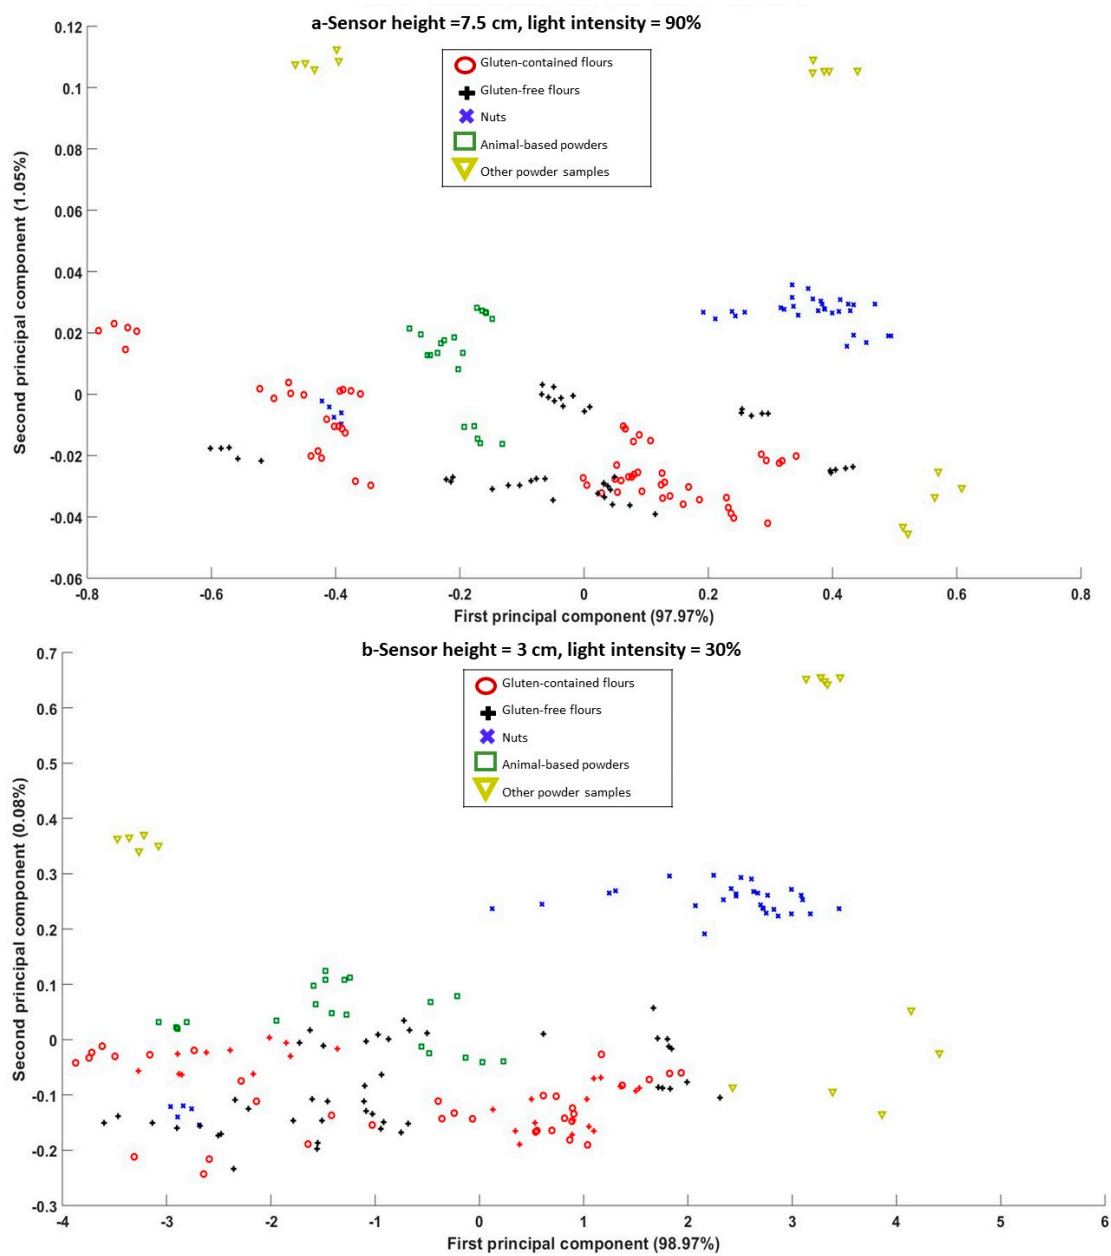 a-Sensor height =7.5 cm, light intensity = 90%
Gluten-contained flours
Gluten-free flours
Nuts
Animal-based powders
Other powder samples
Second principal component (1.05%)
0.12
0.1
0.08
0.06
0.04
0.02
0
-0.02
-0.04
-0.06
-0.8
-0.6
-0.4
-0.2
0
0.2
0.4
0.6
0.8
First principal component (97.97%)
b-Sensor height = 3 cm, light intensity = 30%
Gluten-contained flours
Gluten-free flours
Nuts
Animal-based powders
Other powder samples
Second principal component (0.08%)
0.7
0.6
0.5
0.4
0.3
0.2
0.1
0
-0.1
-0.2
-0.3
-4
-3
-2
-1
0
1
2
3
4
5
6
First principal component (98.97%)